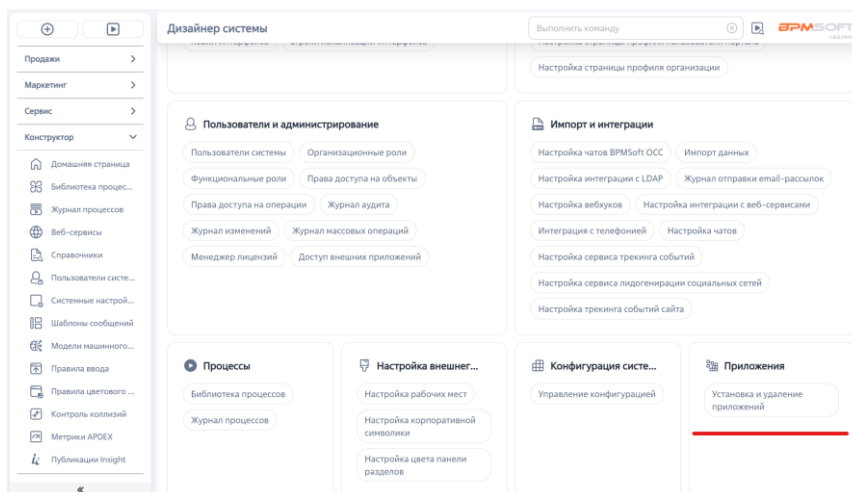 Дизайнер системы
Выполнить команду
BPMSOFT
Продажи
Маркетинг
Сервис
Конструктор
Домашняя страница
Библиотека процес...
Журнал процессов
Веб-сервисы
Справочники
Пользователи систе...
Системные настрой...
Шаблоны сообщений
Модели машинного...
Правила ввода
Правила цветового ...
Контроль коллизий
Метрики APDEX
Публикации Insight
Настройка страницы профиля организации
Пользователи и администрирование
Пользователи системы
Организационные роли
Функциональные роли
Права доступа на объекты
Права доступа на операции
Журнал аудита
Журнал изменений
Журнал массовых операций
Менеджер лицензий
Доступ внешних приложений
Импорт и интеграции
Настройка чатов BPMSoft OCC
Импорт данных
Настройка интеграции с LDAP
Журнал отправки email-рассылок
Настройка вебхуков
Настройка интеграции с веб-сервисами
Интеграция с телефонией
Настройка чатов
Настройка сервиса трекинга событий
Настройка сервиса лидогенирации социальных сетей
Настройка трекинга событий сайта
Процессы
Библиотека процессов
Журнал процессов
Настройка внешнег...
Настройка рабочих мест
Настройка корпоративной
символики
Настройка цвета панели
разделов
Конфигурация систе...
Управление конфигурацией
Приложения
Установка и удаление
приложений